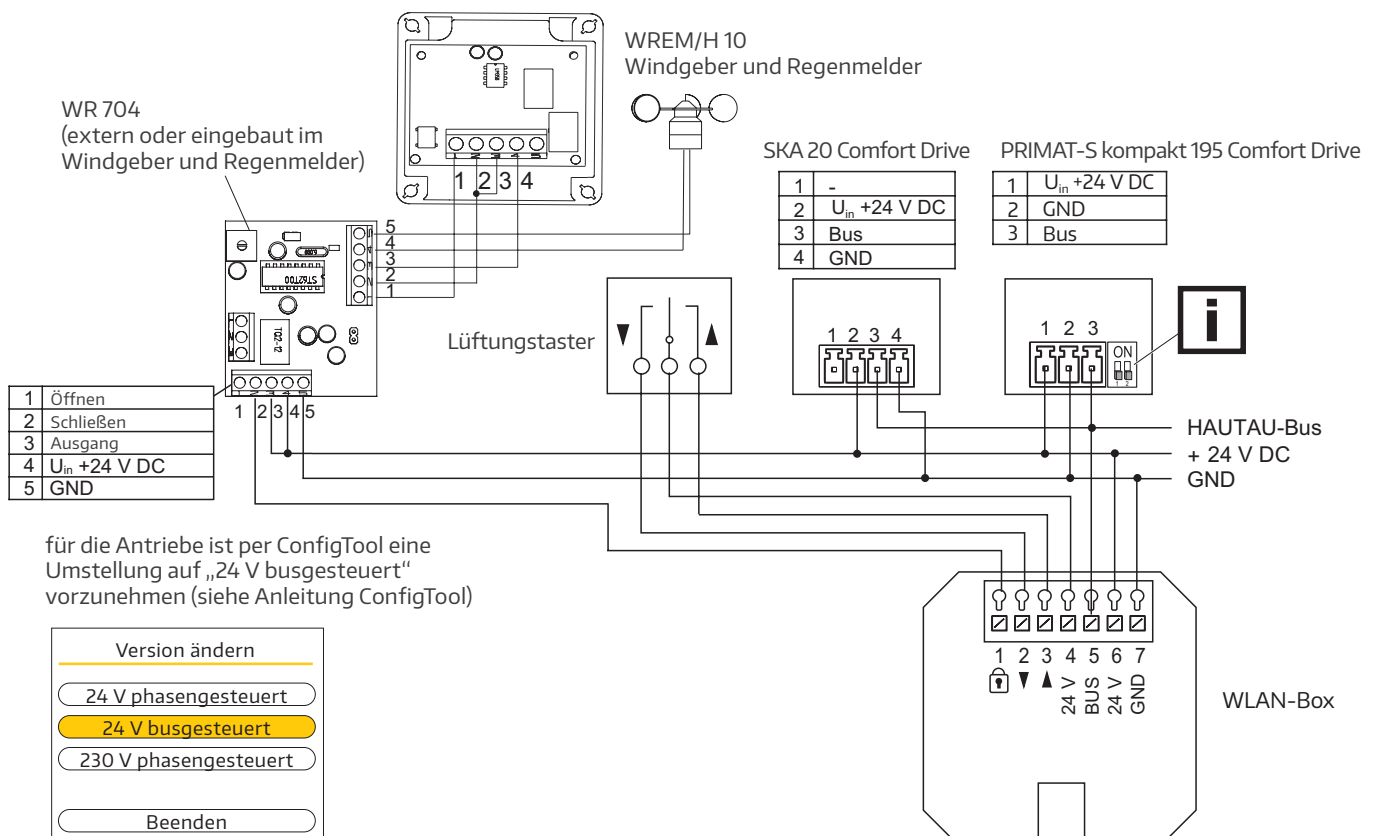 WREM/H 10
Windgeber und Regenmelder
WR 704
(extern oder eingebaut im
Windgeber und Regenmelder)
1 2 3 4
5
4
3
2
1
ST62T00
TQ2-12
SKA 20 Comfort Drive
1 -
2 Uin +24 V DC
3 Bus
4 GND
PRIMAT-S kompakt 195 Comfort Drive
1 Uin +24 V DC
2 GND
3 Bus
Lüftungstaster
▼ ▲
1 2 3 4
1 2 3
ON
1 2
i
1 Öffnen
2 Schließen
3 Ausgang
4 Uin +24 V DC
5 GND
1 2 3 4 5
HAUTAU-Bus
+ 24 V DC
GND
für die Antriebe ist per ConfigTool eine
Umstellung auf „24 V busgesteuert“
vorzunehmen (siehe Anleitung ConfigTool)
Version ändern
24 V phasengesteuert
24 V busgesteuert
230 V phasengesteuert
Beenden
1 2 3 4 5 6 7
▼ ▲ 24 V BUS 24 V GND
WLAN-Box